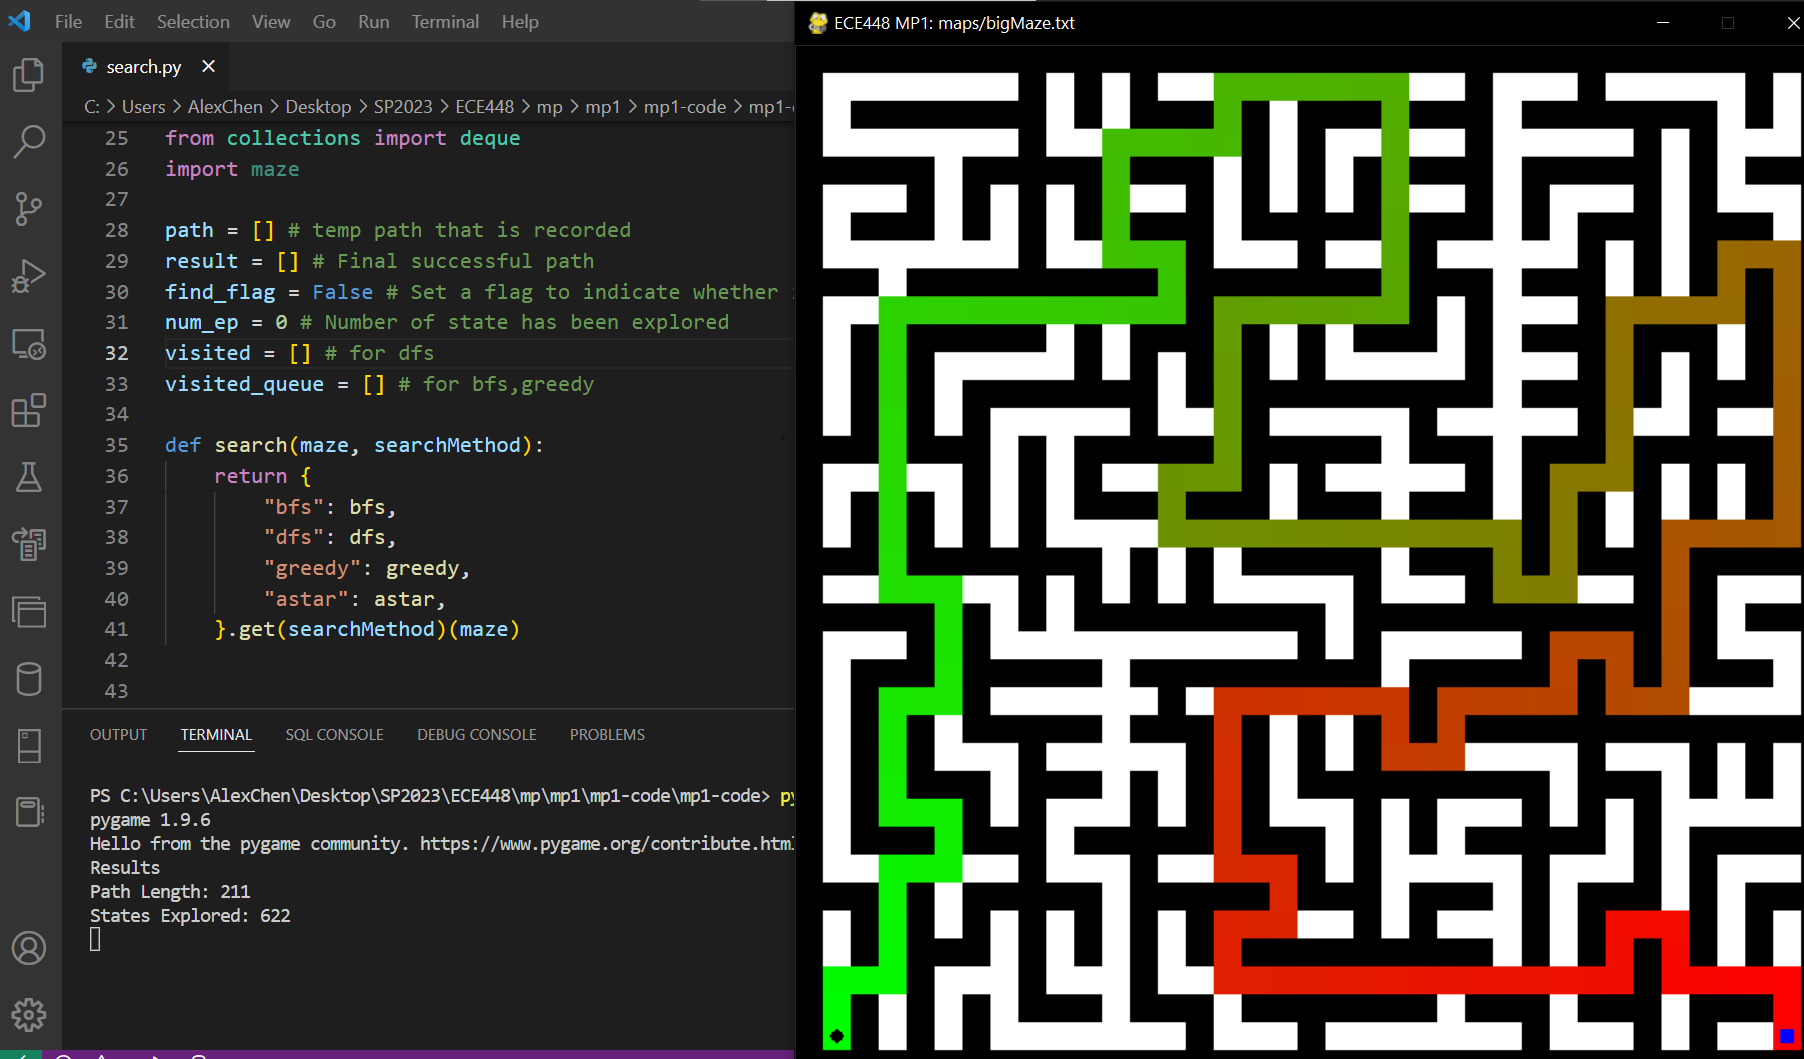 File Edit Selection View Go Run Terminal Help
ECE448 MP1: maps/bigMaze.txt
search.py
C: > Users > AlexChen > Desktop > SP2023 > ECE448 > mp > mp1 > mp1-code > mp1-
25 from collections import deque
26 import maze
27
28 path = [] # temp path that is recorded
29 result = [] # Final successful path
30 find_flag = False # Set a flag to indicate whether
31 num_ep = 0 # Number of state has been explored
32 visited = [] # for dfs
33 visited_queue = [] # for bfs,greedy
34
35 def search(maze, searchMethod):
36 return {
37 "bfs": bfs,
38 "dfs": dfs,
39 "greedy": greedy,
40 "astar": astar,
41 }.get(searchMethod)(maze)
42
43
OUTPUT TERMINAL SQL CONSOLE DEBUG CONSOLE PROBLEMS
PS C:\Users\AlexChen\Desktop\SP2023\ECE448\mp\mp1\mp1-code\mp1-code> py
pygame 1.9.6
Hello from the pygame community. https://www.pygame.org/contribute.html
Results
Path Length: 211
States Explored: 622